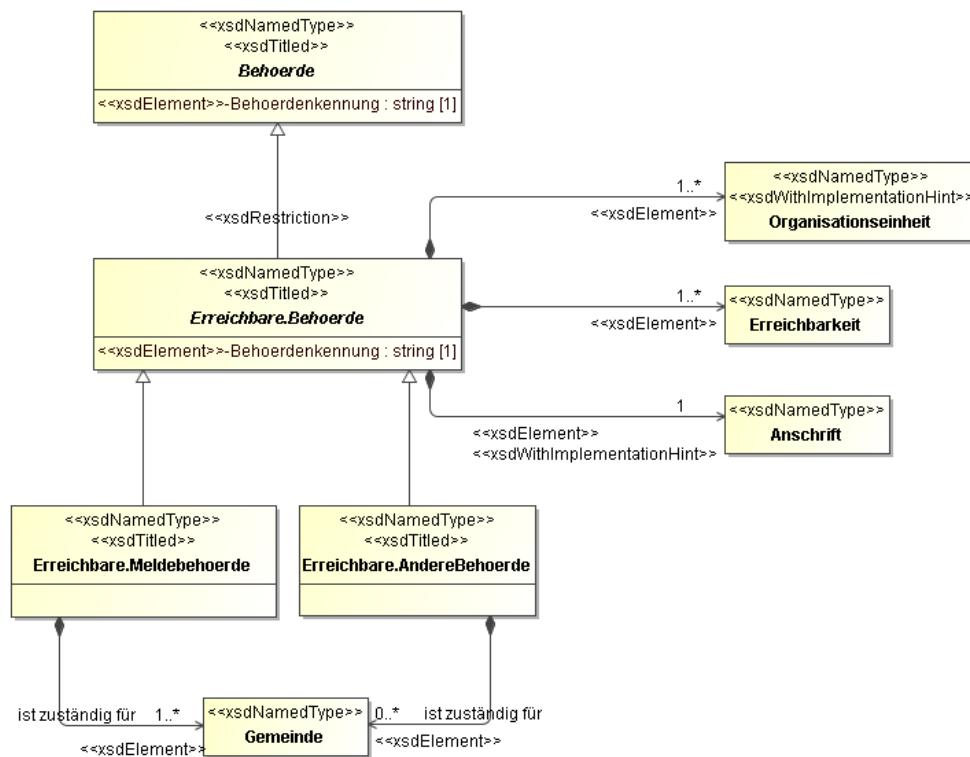 <<xsdNamedType>>
<<xsdTitled>>
Behoerde
<<xsdElement>>-Behoerdenkennung : string [1]
<<xsdRestriction>>
1..*
<<xsdElement>>
<<xsdNamedType>>
<<xsdWithImplementationHint>>
Organisationseinheit
<<xsdNamedType>>
<<xsdTitled>>
Erreichbare.Behoerde
<<xsdElement>>-Behoerdenkennung : string [1]
1..*
<<xsdElement>>
<<xsdNamedType>>
Erreichbarkeit
1
<<xsdElement>>
<<xsdWithImplementationHint>>
<<xsdNamedType>>
Anschrift
<<xsdNamedType>>
<<xsdTitled>>
Erreichbare.Meldebehoerde
<<xsdNamedType>>
<<xsdTitled>>
Erreichbare.AndereBehoerde
ist zuständig für 1..*
<<xsdElement>>
<<xsdNamedType>>
Gemeinde
0..* ist zuständig für
<<xsdElement>>